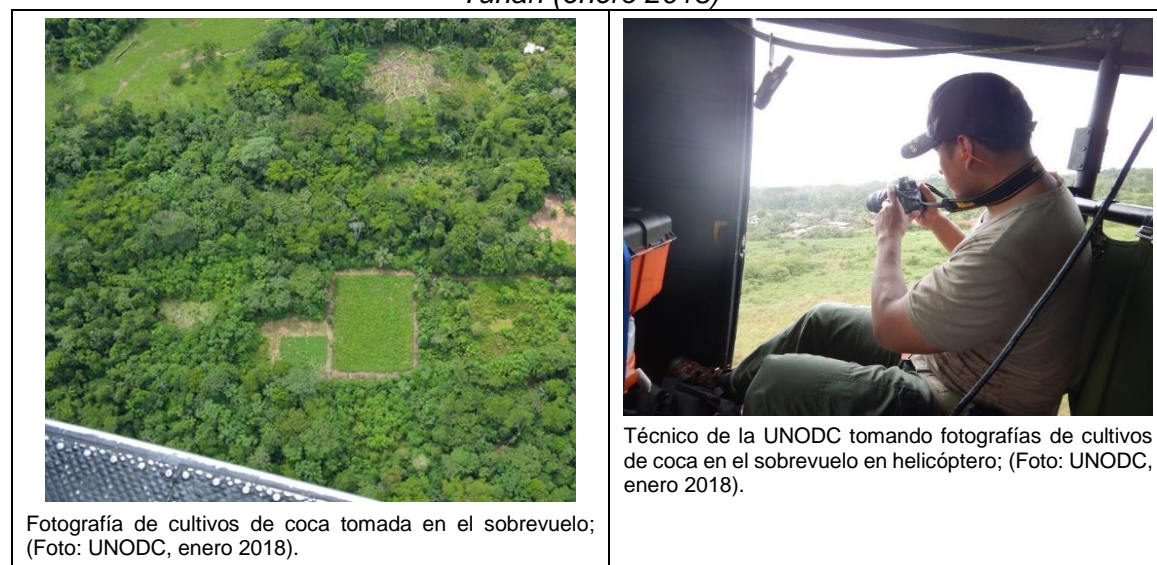 (enero 2018)
Fotografía de cultivos de coca tomada en el sobrevuelo;
(Foto: UNODC, enero 2018).
Técnico de la UNODC tomando fotografías de cultivos
de coca en el sobrevuelo en helicóptero; (Foto: UNODC,
enero 2018).